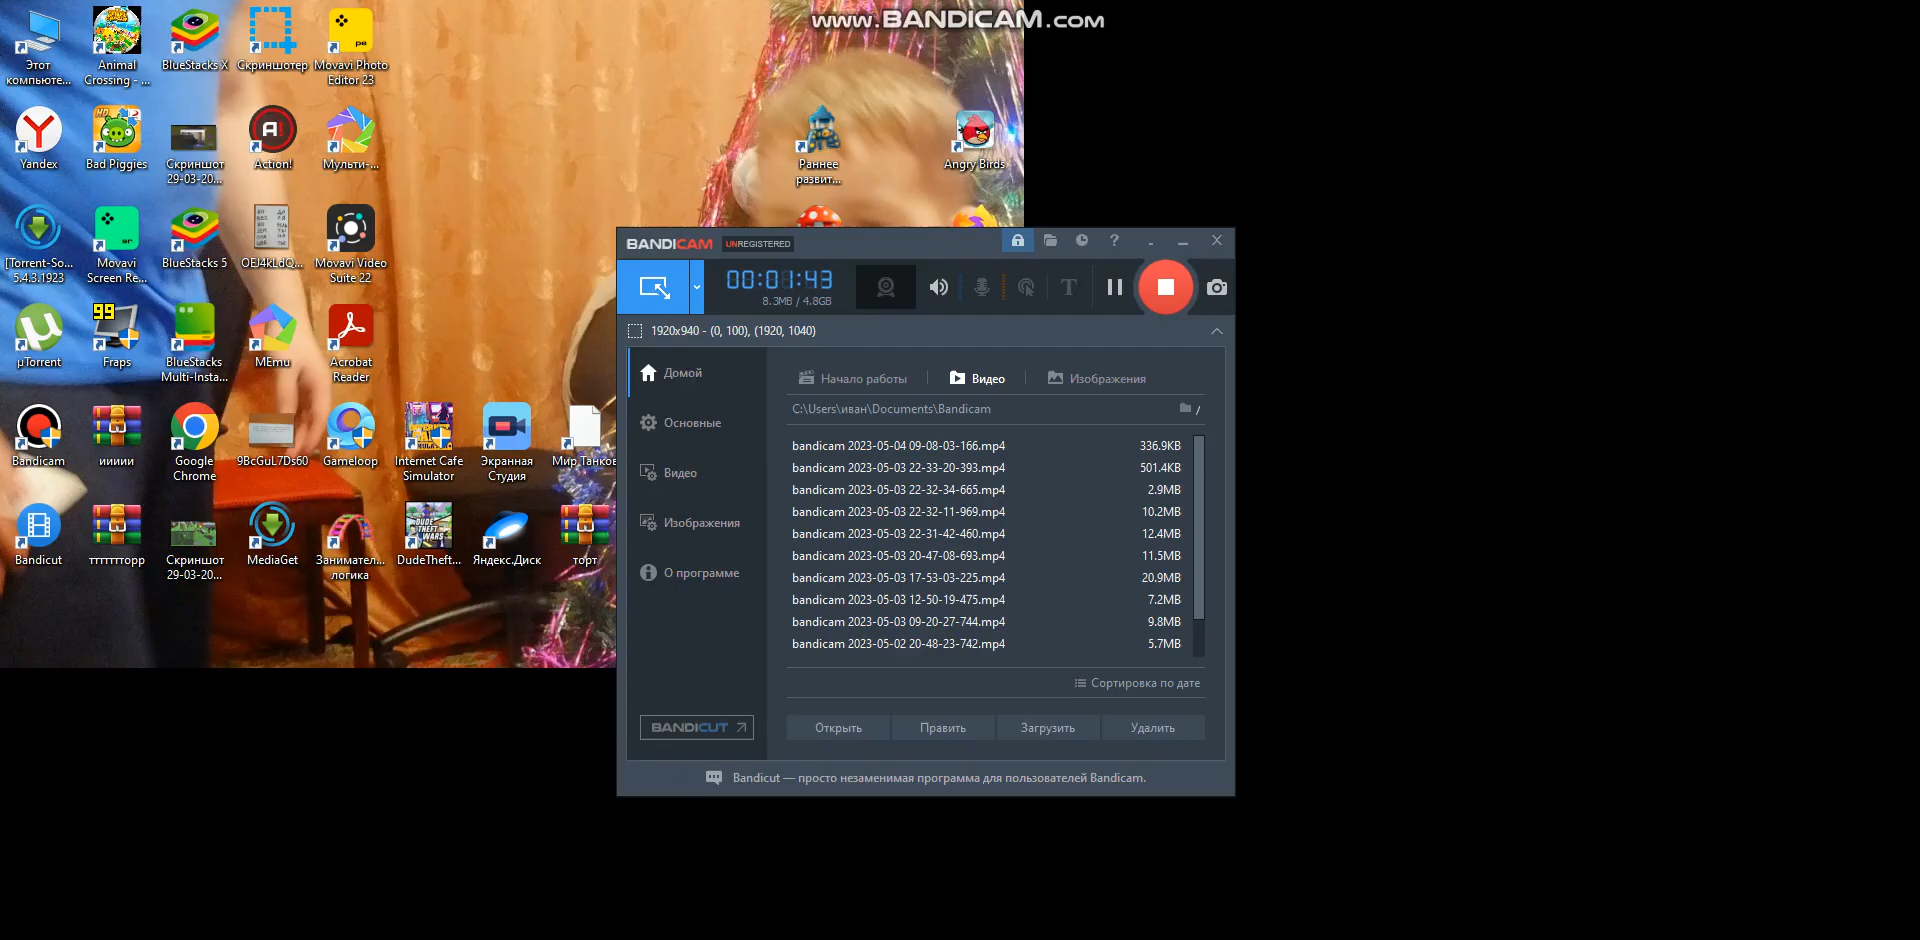 www.BANDICAM.com
Этот
компьюте...
Animal
Crossing - ...
BlueStacks X
Скриншотер
Movavi Photo
Editor 23
Yandex
Bad Piggies
Скриншот
29-03-20...
Action!
Мульти-...
Раннее
развит...
Angry Birds
[Torrent-So...
5.4.3.1923
Movavi
Screen Re...
BlueStacks 5
OEJ4kLdQ...
Movavi Video
Suite 22
µTorrent
99
Fraps
BlueStacks
Multi-Insta...
MEmu
Acrobat
Reader
Bandicam
иииии
Google
Chrome
9BcGuL7Ds60
Gameloop
Internet Cafe
Simulator
Экранная
Студия
Мир Танков
Bandicut
ттттттторр
Скриншот
29-03-20...
MediaGet
Занимател...
логика
DudeTheft...
Яндекс.Диск
торт
BANDICAM UNREGISTERED
00:01:43
8.3MB / 4.8GB
1920x940 - (0, 100), (1920, 1040)
Домой
Основные
Видео
Изображения
О программе
BANDICUT
Начало работы
Видео
Изображения
C:\Users\иван\Documents\Bandicam
bandicam 2023-05-04 09-08-03-166.mp4 336.9KB
bandicam 2023-05-03 22-33-20-393.mp4 501.4KB
bandicam 2023-05-03 22-32-34-665.mp4 2.9MB
bandicam 2023-05-03 22-32-11-969.mp4 10.2MB
bandicam 2023-05-03 22-31-42-460.mp4 12.4MB
bandicam 2023-05-03 20-47-08-693.mp4 11.5MB
bandicam 2023-05-03 17-53-03-225.mp4 20.9MB
bandicam 2023-05-03 12-50-19-475.mp4 7.2MB
bandicam 2023-05-03 09-20-27-744.mp4 9.8MB
bandicam 2023-05-02 20-48-23-742.mp4 5.7MB
Сортировка по дате
Открыть
Править
Загрузить
Удалить
Bandicut — просто незаменимая программа для пользователей Bandicam.